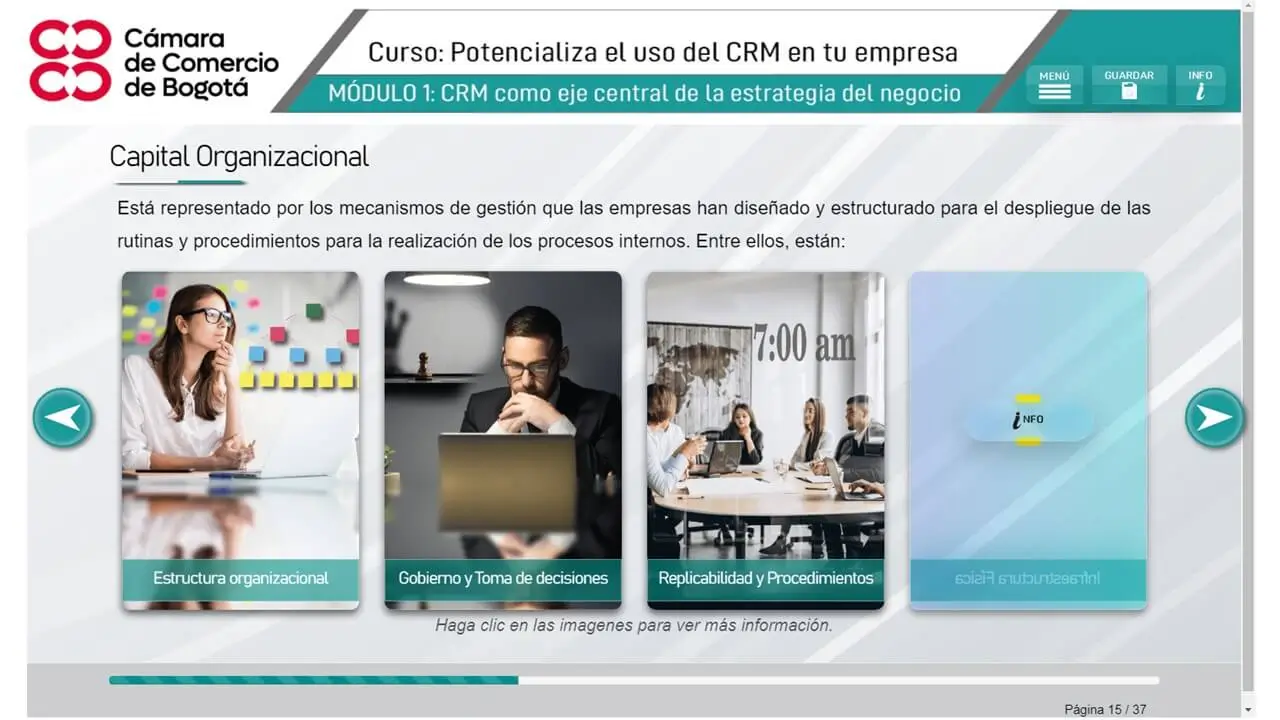 Cámara
de Comercio
de Bogotá
Curso: Potencializa el uso del CRM en tu empresa
MÓDULO 1: CRM como eje central de la estrategia del negocio
MENÚ
GUARDAR
INFO
i
Capital Organizacional
Está representado por los mecanismos de gestión que las empresas han diseñado y estructurado para el despliegue de las
rutinas y procedimientos para la realización de los procesos internos. Entre ellos, están:
7:00 am
iNFO
Estructura organizacional
Gobierno y Toma de decisiones
Replicabilidad y Procedimientos
Infraestructura Física
Haga clic en las imagenes para ver más información.
Página 15 / 37